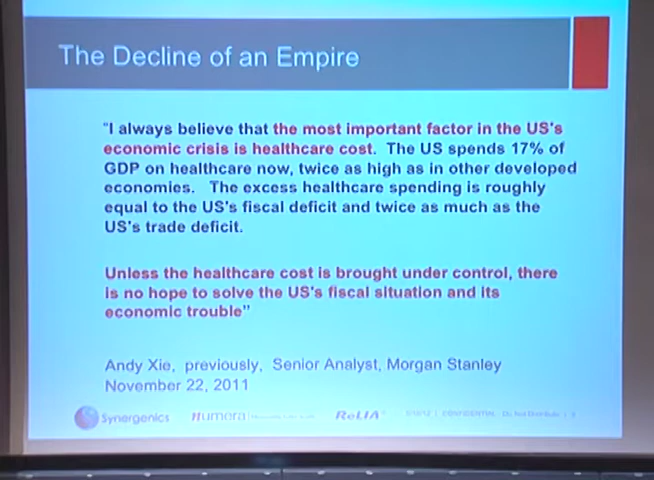 The Decline of an Empire
"I always believe that the most important factor in the US's
economic crisis is healthcare cost. The US spends 17% of
GDP on healthcare now, twice as high as in other developed
economies. The excess healthcare spending is roughly
equal to the US's fiscal deficit and twice as much as the
US's trade deficit.
Unless the healthcare cost is brought under control, there
is no hope to solve the US's fiscal situation and its
economic trouble"
Andy Xie, previously, Senior Analyst, Morgan Stanley
November 22, 2011
Synergenics Numora ReLIA CONFIDENTIAL